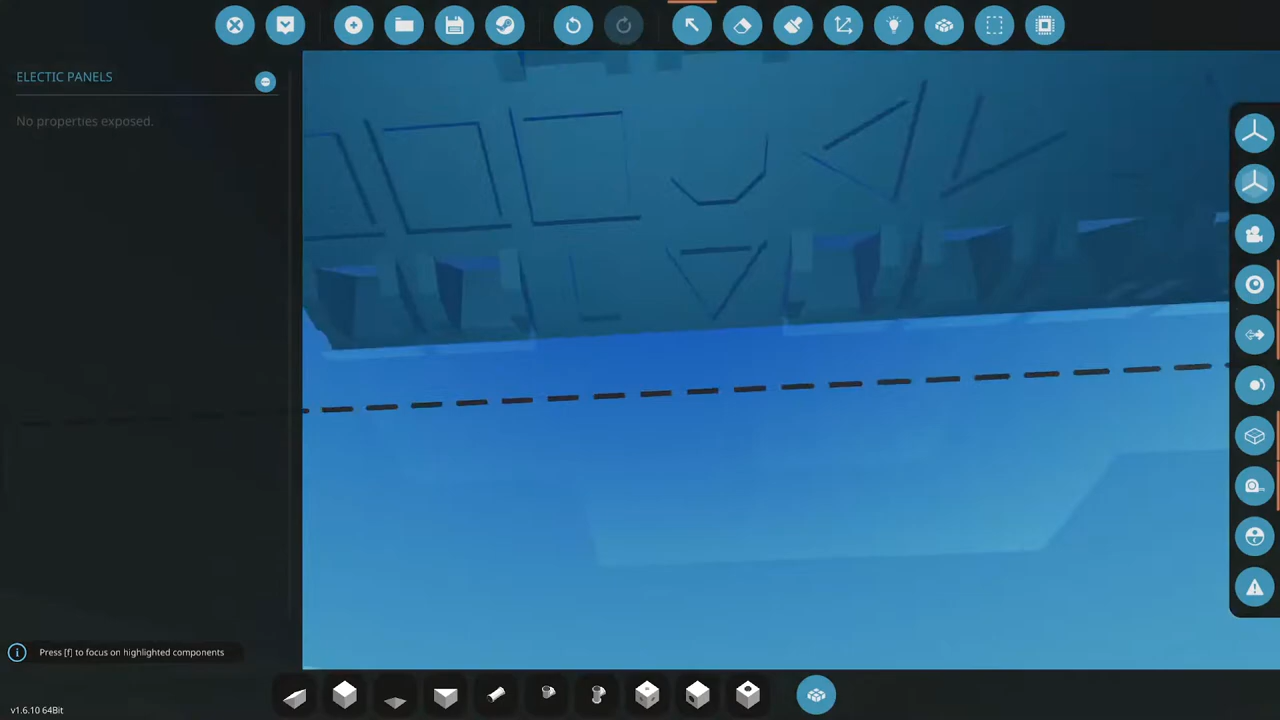 ELECTIC PANELS
No properties exposed.
Press [f] to focus on highlighted components
v1.6.10 64Bit